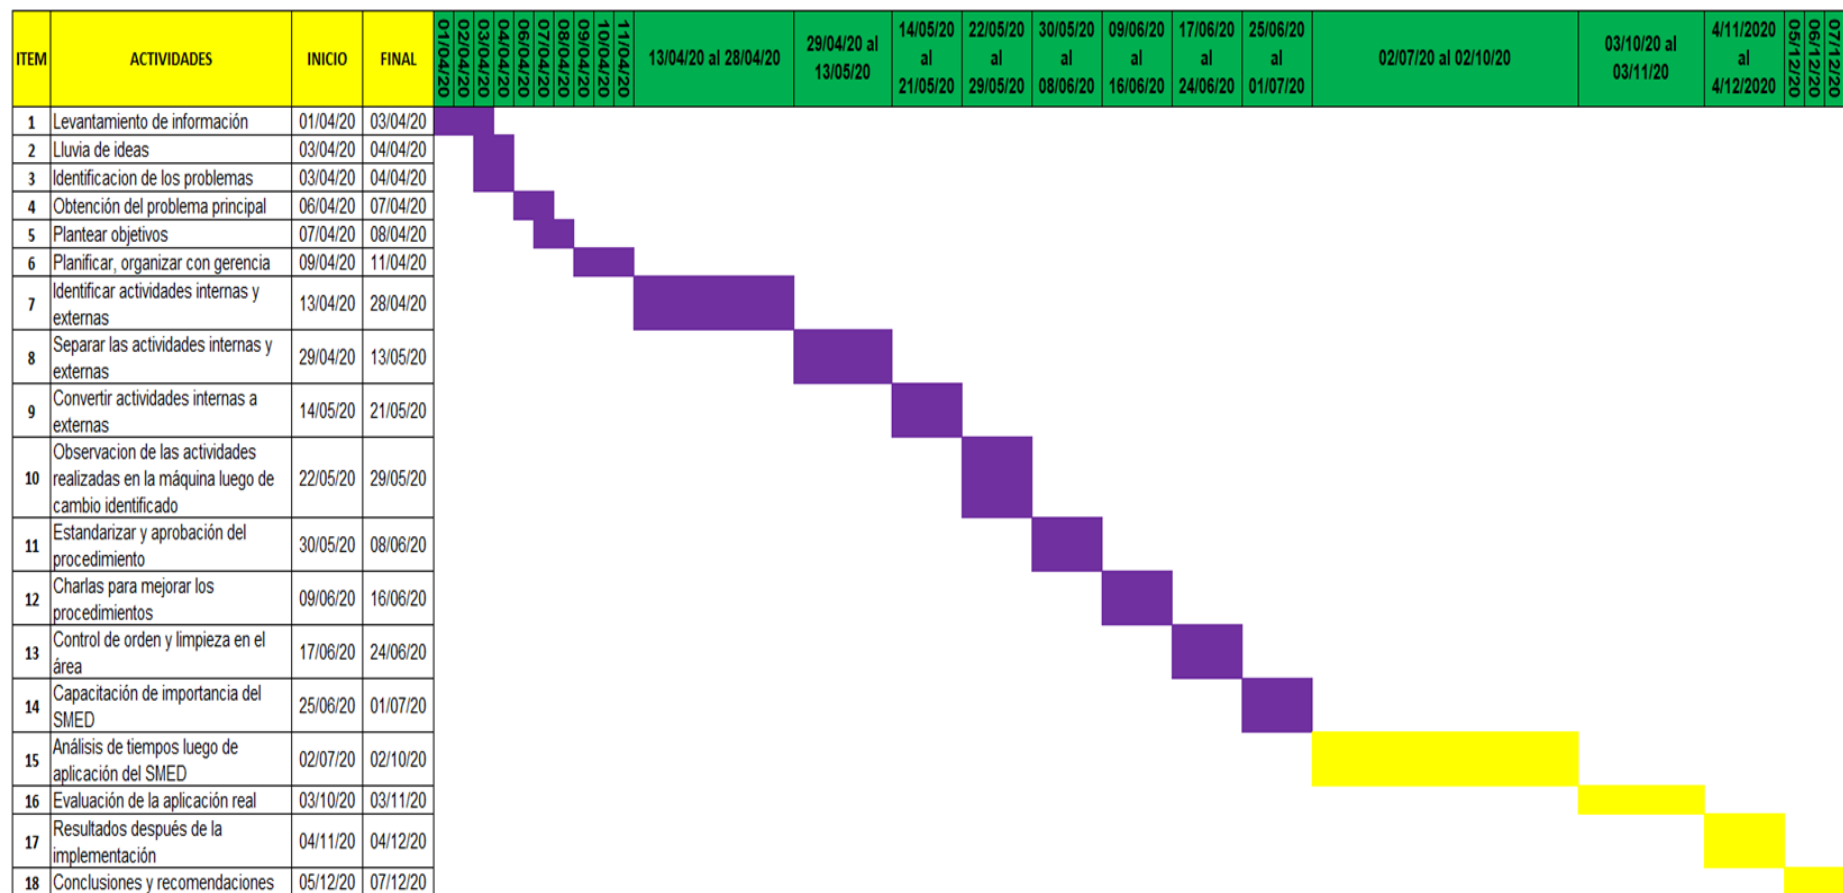 ITEM ACTIVIDADES INICIO FINAL 01/04/20 02/04/20 03/04/20 04/04/20 06/04/20 07/04/20 08/04/20 09/04/20 10/04/20 11/04/20 13/04/20 al 28/04/20
29/04/20 al
13/05/20
14/05/20
al
21/05/20
22/05/20
al
29/05/20
30/05/20
al
08/06/20
09/06/20
al
16/06/20
17/06/20
al
24/06/20
25/06/20
al
01/07/20
02/07/20 al 02/10/20
03/10/20 al
03/11/20
4/11/2020
al
4/12/2020
05/12/20 06/12/20 07/12/20
1 Levantamiento de información 01/04/20 03/04/20
2 Lluvia de ideas 03/04/20 04/04/20
3 Identificacion de los problemas 03/04/20 04/04/20
4 Obtención del problema principal 06/04/20 07/04/20
5 Plantear objetivos 07/04/20 08/04/20
6 Planificar, organizar con gerencia 09/04/20 11/04/20
7 Identificar actividades internas y
externas 13/04/20 28/04/20
8 Separar las actividades internas y
externas 29/04/20 13/05/20
9 Convertir actividades internas a
externas 14/05/20 21/05/20
10 Observacion de las actividades
realizadas en la máquina luego de
cambio identificado 22/05/20 29/05/20
11 Estandarizar y aprobación del
procedimiento 30/05/20 08/06/20
12 Charlas para mejorar los
procedimientos 09/06/20 16/06/20
13 Control de orden y limpieza en el
área 17/06/20 24/06/20
14 Capacitación de importancia del
SMED 25/06/20 01/07/20
15 Análisis de tiempos luego de
aplicación del SMED 02/07/20 02/10/20
16 Evaluación de la aplicación real 03/10/20 03/11/20
17 Resultados después de la
implementación 04/11/20 04/12/20
18 Conclusiones y recomendaciones 05/12/20 07/12/20